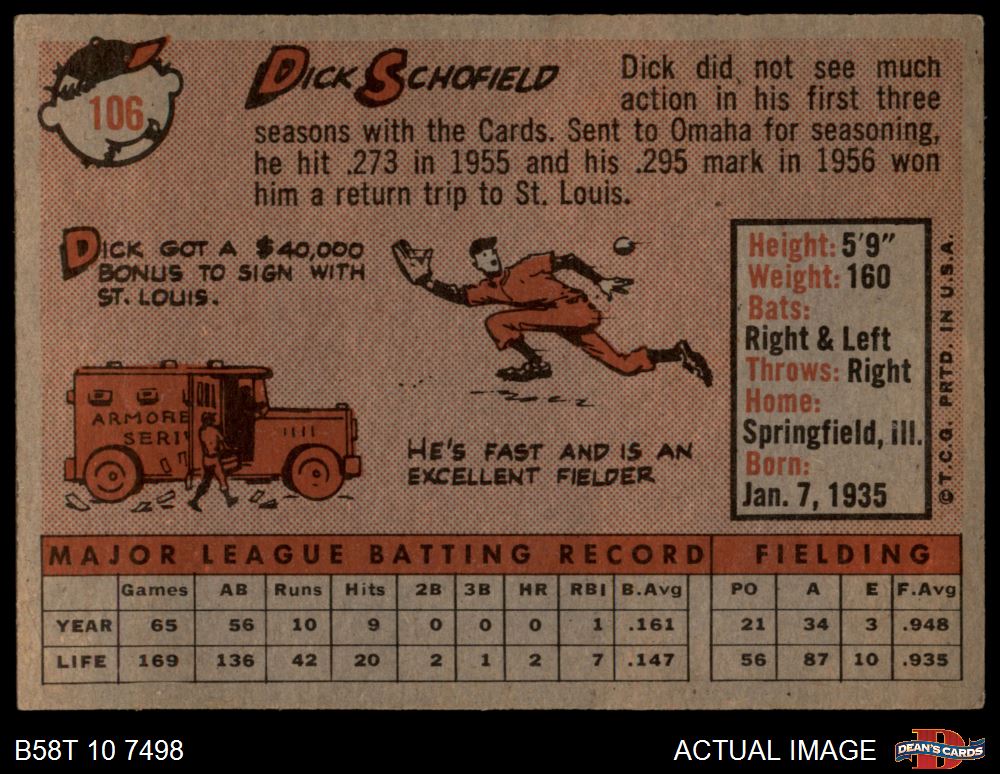 106
DICK SCHOFIELD
Dick did not see much
action in his first three
seasons with the Cards. Sent to Omaha for seasoning,
he hit .273 in 1955 and his .295 mark in 1956 won
him a return trip to St. Louis.
DICK GOT A $40,000
BONUS TO SIGN WITH
ST. LOUIS.
ARMORE
SERV
HE'S FAST AND IS AN
EXCELLENT FIELDER
Height: 5'9"
Weight: 160
Bats:
Right & Left
Throws: Right
Home:
Springfield, Ill.
Born:
Jan. 7, 1935
© T.C.G. PRTD. IN U.S.A.
MAJOR LEAGUE BATTING RECORD FIELDING
Games AB Runs Hits 2B 3B HR RBI B.Avg PO A E F.Avg
YEAR 65 56 10 9 0 0 0 1 .161 21 34 3 .948
LIFE 169 136 42 20 2 1 2 7 .147 56 87 10 .935
B58T 10 7498
ACTUAL IMAGE
D
DEAN'S CARDS